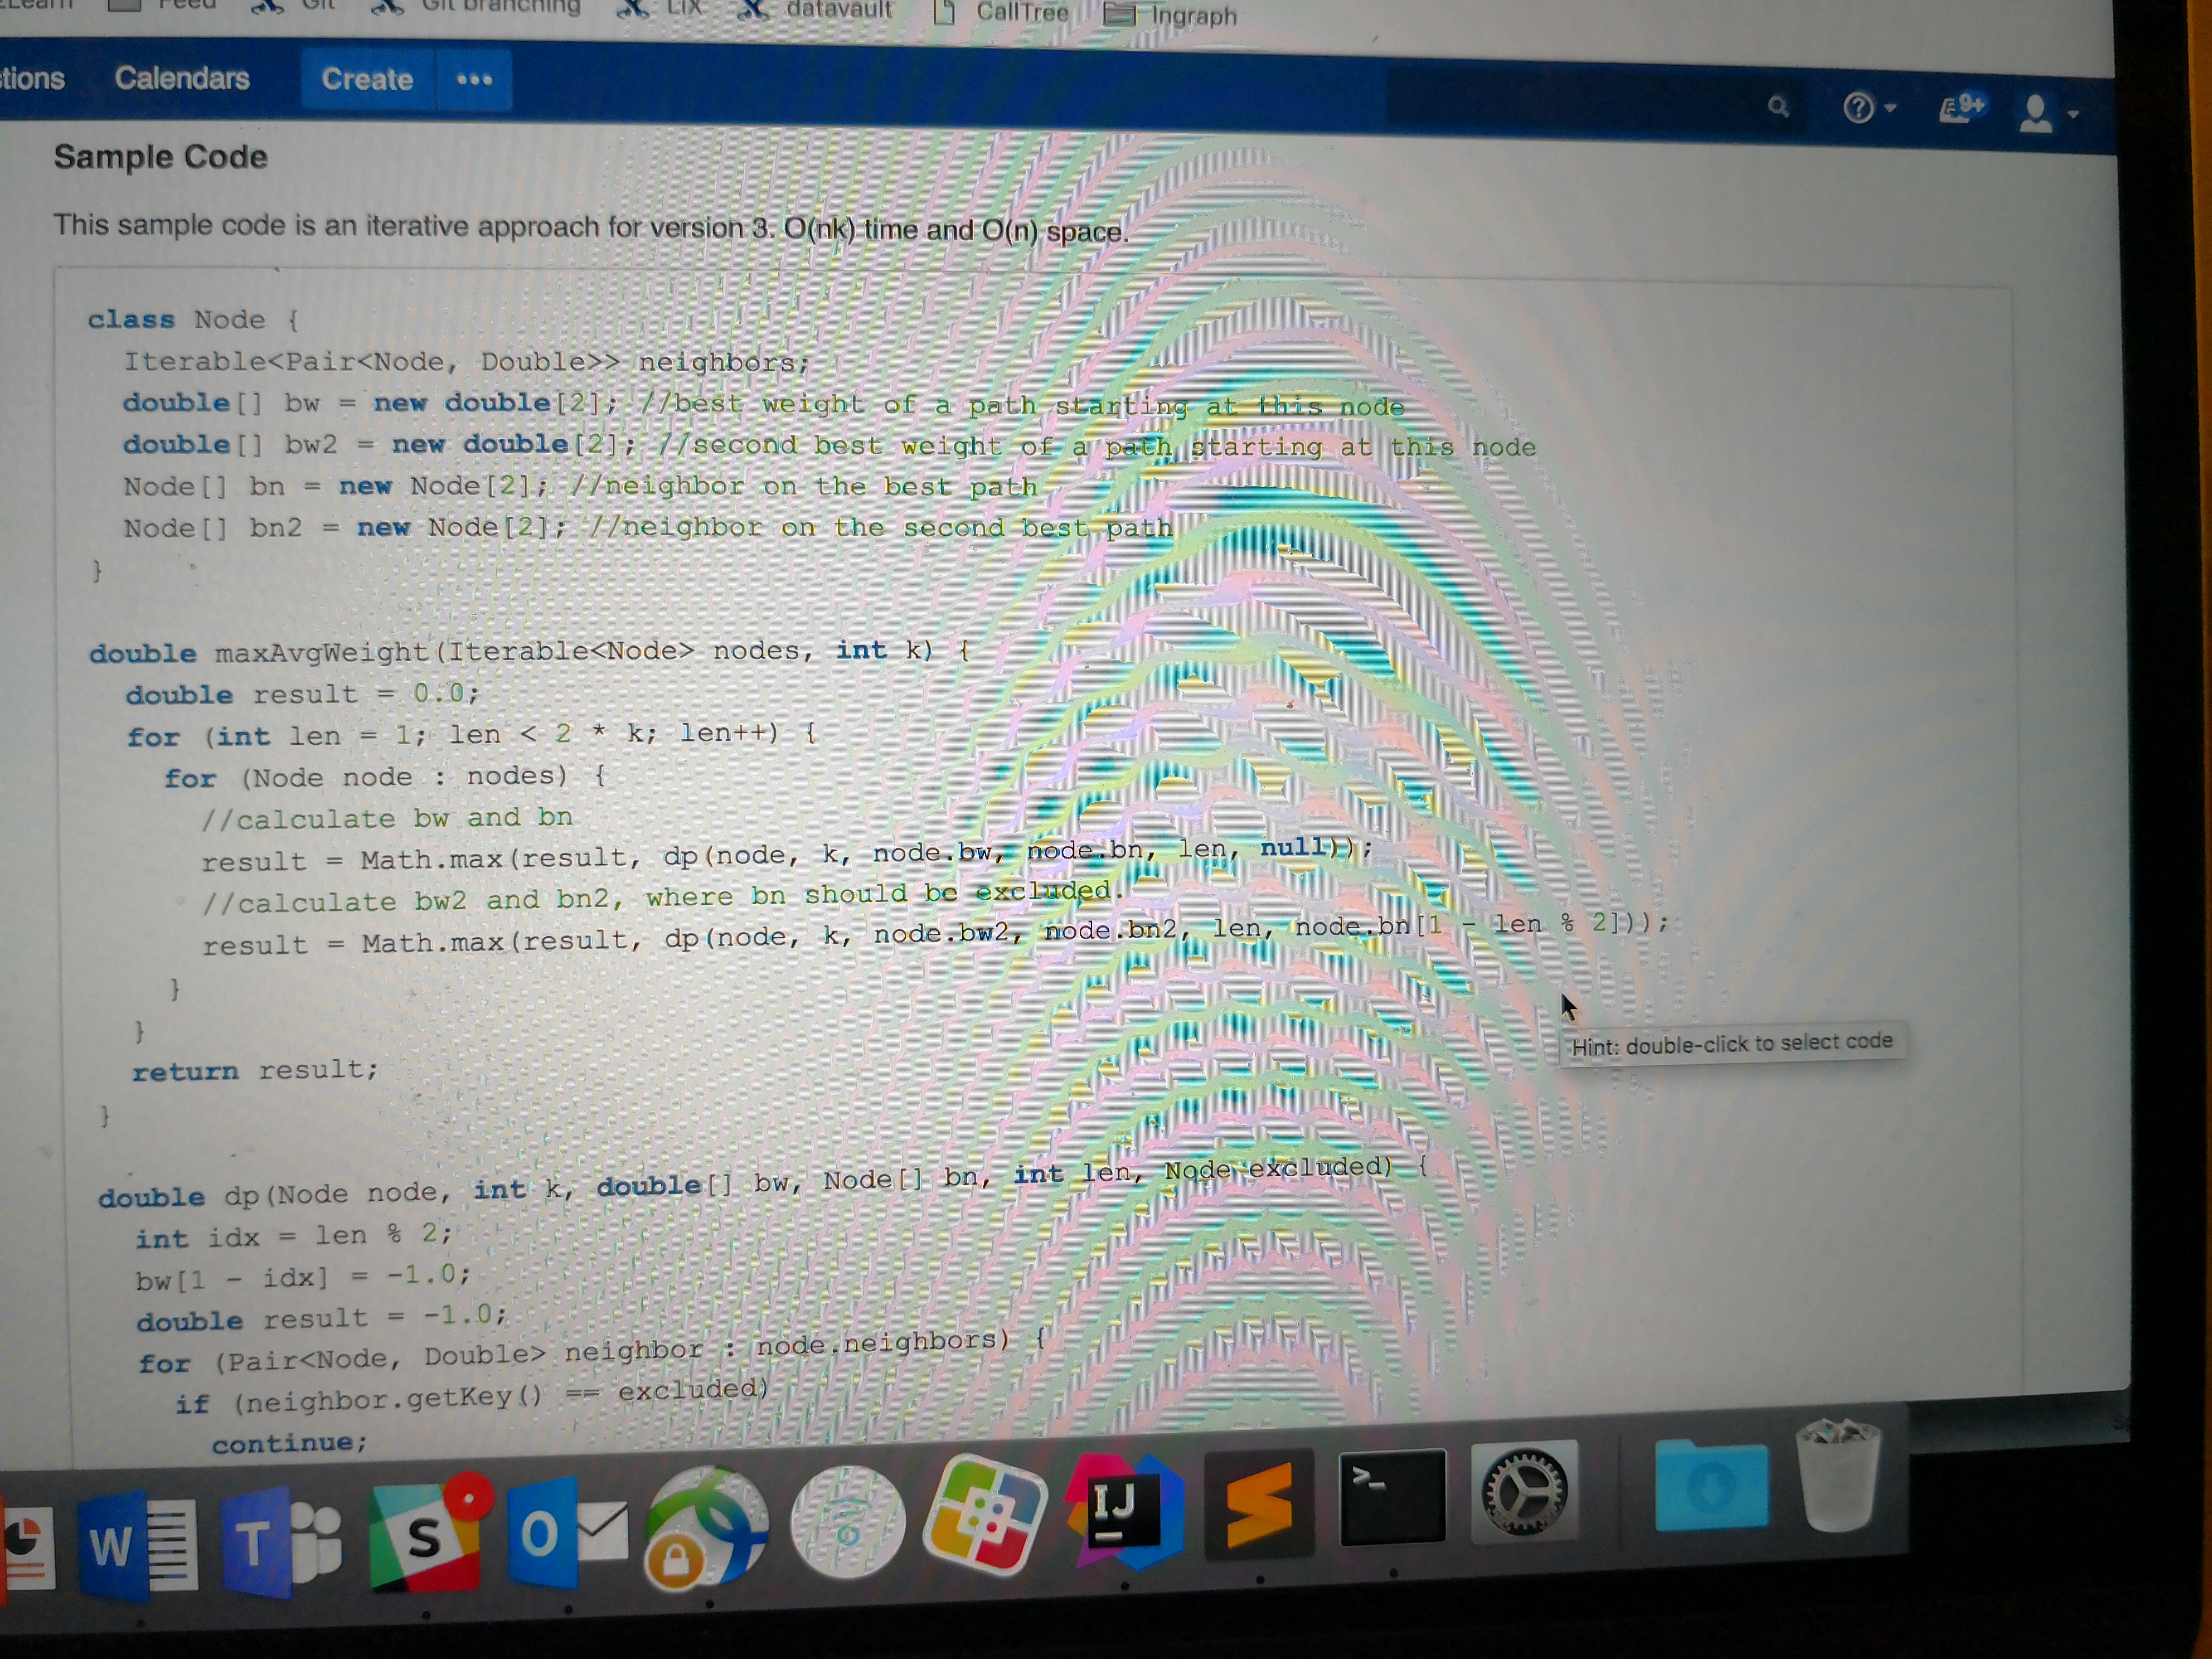 Learn Feed Git Git branching LiX datavault CallTree Ingraph
tions Calendars Create ••• 9+
Sample Code
This sample code is an iterative approach for version 3. O(nk) time and O(n) space.
class Node {
Iterable<Pair<Node, Double>> neighbors;
double[] bw = new double[2]; //best weight of a path starting at this node
double[] bw2 = new double[2]; //second best weight of a path starting at this node
Node[] bn = new Node[2]; //neighbor on the best path
Node[] bn2 = new Node[2]; //neighbor on the second best path
}
double maxAvgWeight(Iterable<Node> nodes, int k) {
double result = 0.0;
for (int len = 1; len < 2 * k; len++) {
for (Node node : nodes) {
//calculate bw and bn
result = Math.max(result, dp(node, k, node.bw, node.bn, len, null));
//calculate bw2 and bn2, where bn should be excluded.
result = Math.max(result, dp(node, k, node.bw2, node.bn2, len, node.bn[1 - len % 2]));
}
}
return result;
}
Hint: double-click to select code
double dp(Node node, int k, double[] bw, Node[] bn, int len, Node excluded) {
int idx = len % 2;
bw[1 - idx] = -1.0;
double result = -1.0;
for (Pair<Node, Double> neighbor : node.neighbors) {
if (neighbor.getKey() == excluded)
continue;
W T S O IJ >_